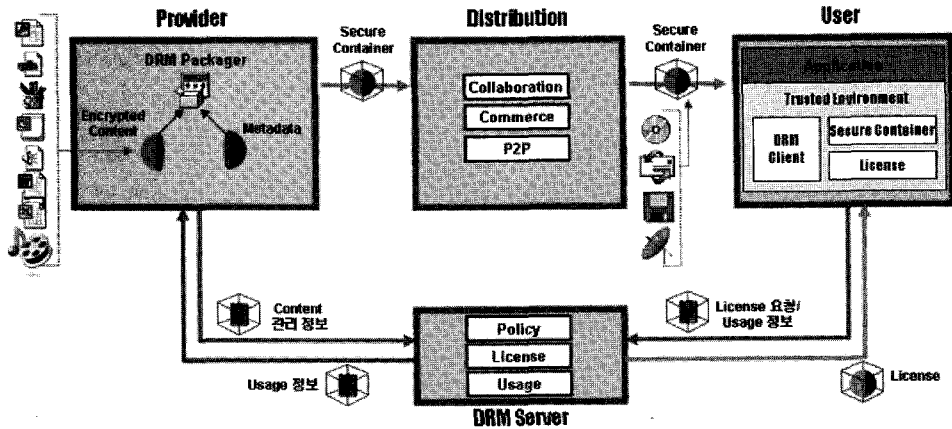 Provider
Distribution
User
Secure
Container
Secure
Container
DRM Packager
Encrypted
Content
Metadata
Collaboration
Commerce
P2P
Application
Trusted Environment
DRM
Client
Secure Container
License
Content
관리 정보
License 요청/
Usage 정보
Policy
License
Usage
Usage 정보
License
DRM Server